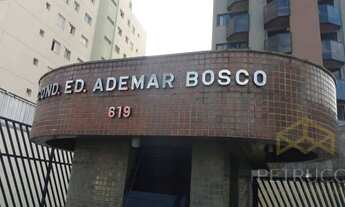 COND. ED. ADEMAR BOSCO
619
PETRUCCI